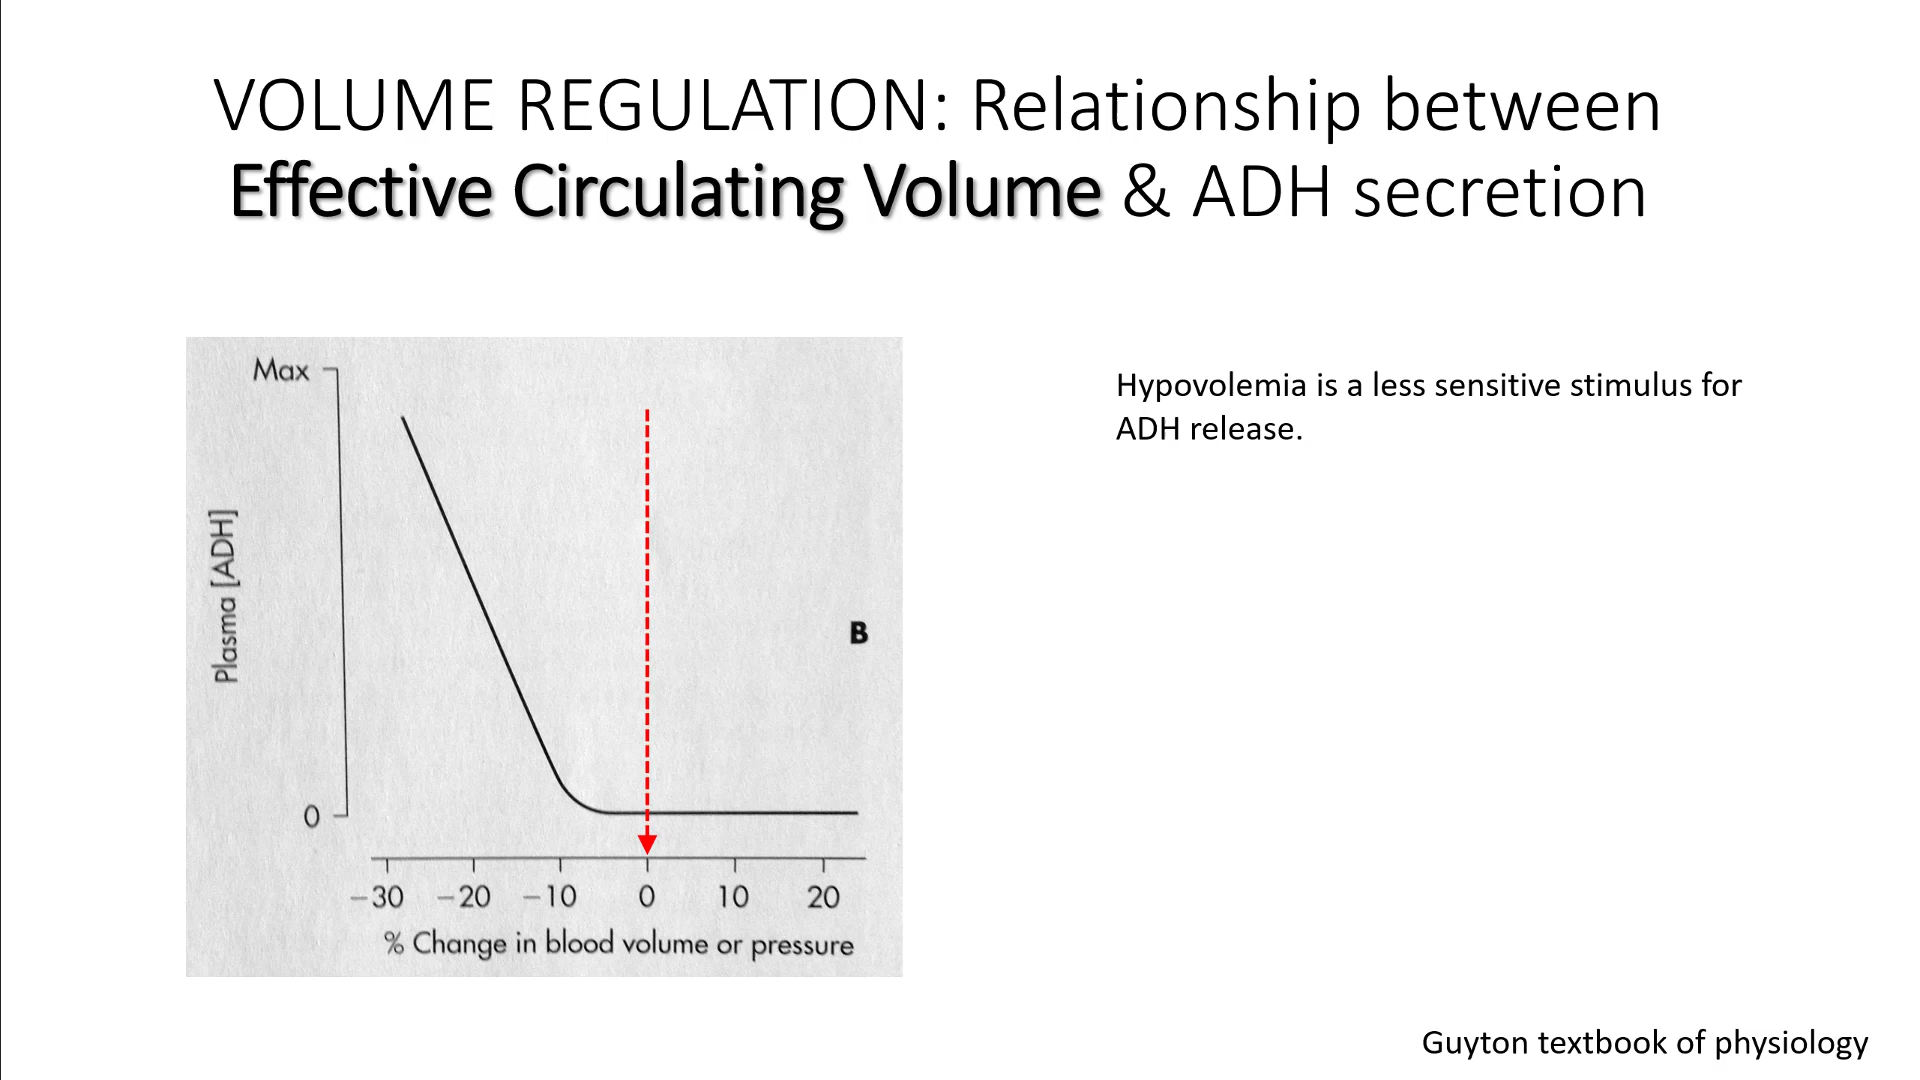 VOLUME REGULATION: Relationship between
Effective Circulating Volume & ADH secretion
Max
Plasma [ADH]
0
B
−30 −20 −10 0 10 20
% Change in blood volume or pressure
Hypovolemia is a less sensitive stimulus for
ADH release.
Guyton textbook of physiology